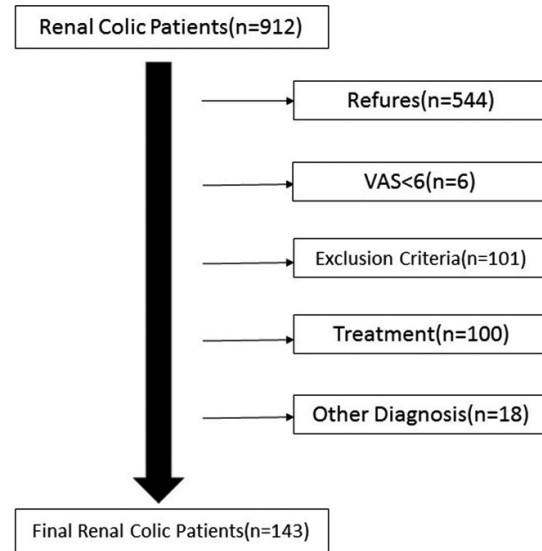 Renal Colic Patients(n=912)
Refures(n=544)
VAS<6(n=6)
Exclusion Criteria(n=101)
Treatment(n=100)
Other Diagnosis(n=18)
Final Renal Colic Patients(n=143)